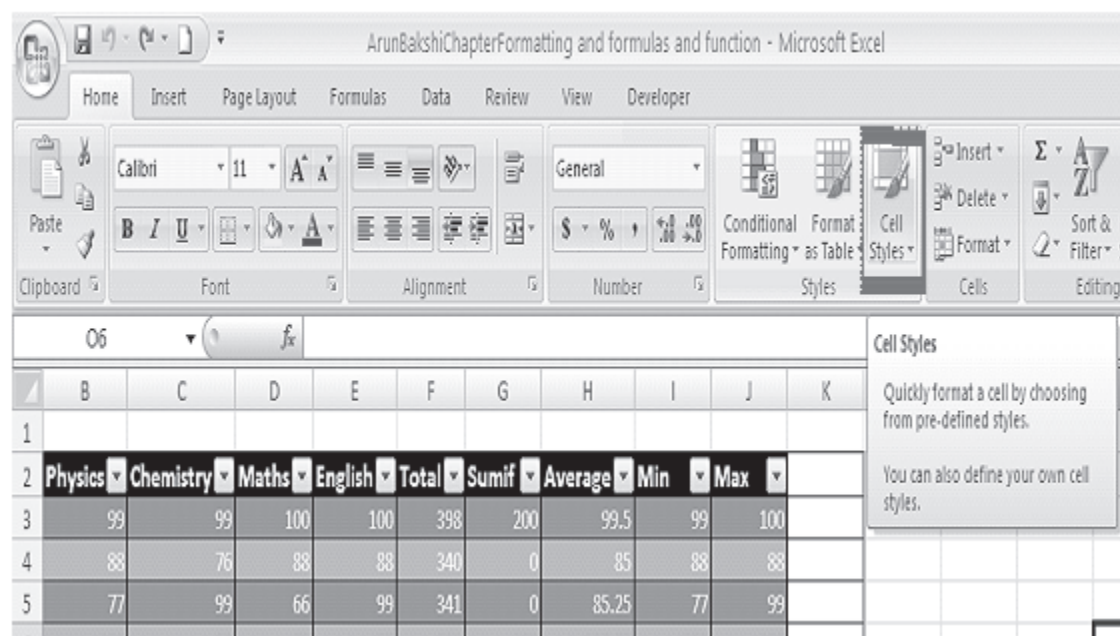 ArunBakshiChapterFormatting and formulas and function - Microsoft Excel
Home Insert Page Layout Formulas Data Review View Developer
Calibri 11 General Insert Σ
Delete
Paste B I U A $ % , Conditional Formatting Format as Table Cell Styles Format Sort & Filter
Clipboard Font Alignment Number Styles Cells Editing
O6 fx
Cell Styles
Quickly format a cell by choosing
from pre-defined styles.
You can also define your own cell
styles.
B C D E F G H I J K
1
2 Physics Chemistry Maths English Total Sumif Average Min Max
3 99 99 100 100 398 200 99.5 99 100
4 88 76 88 88 340 0 85 88 88
5 77 99 66 99 341 0 85.25 77 99